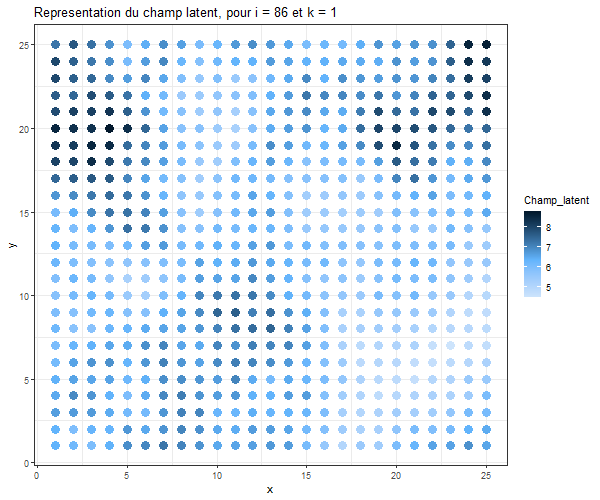 Representation du champ latent, pour i = 86 et k = 1
25
20
15
10
5
0
y
0 5 10 15 20 25
x
Champ_latent
8
7
6
5